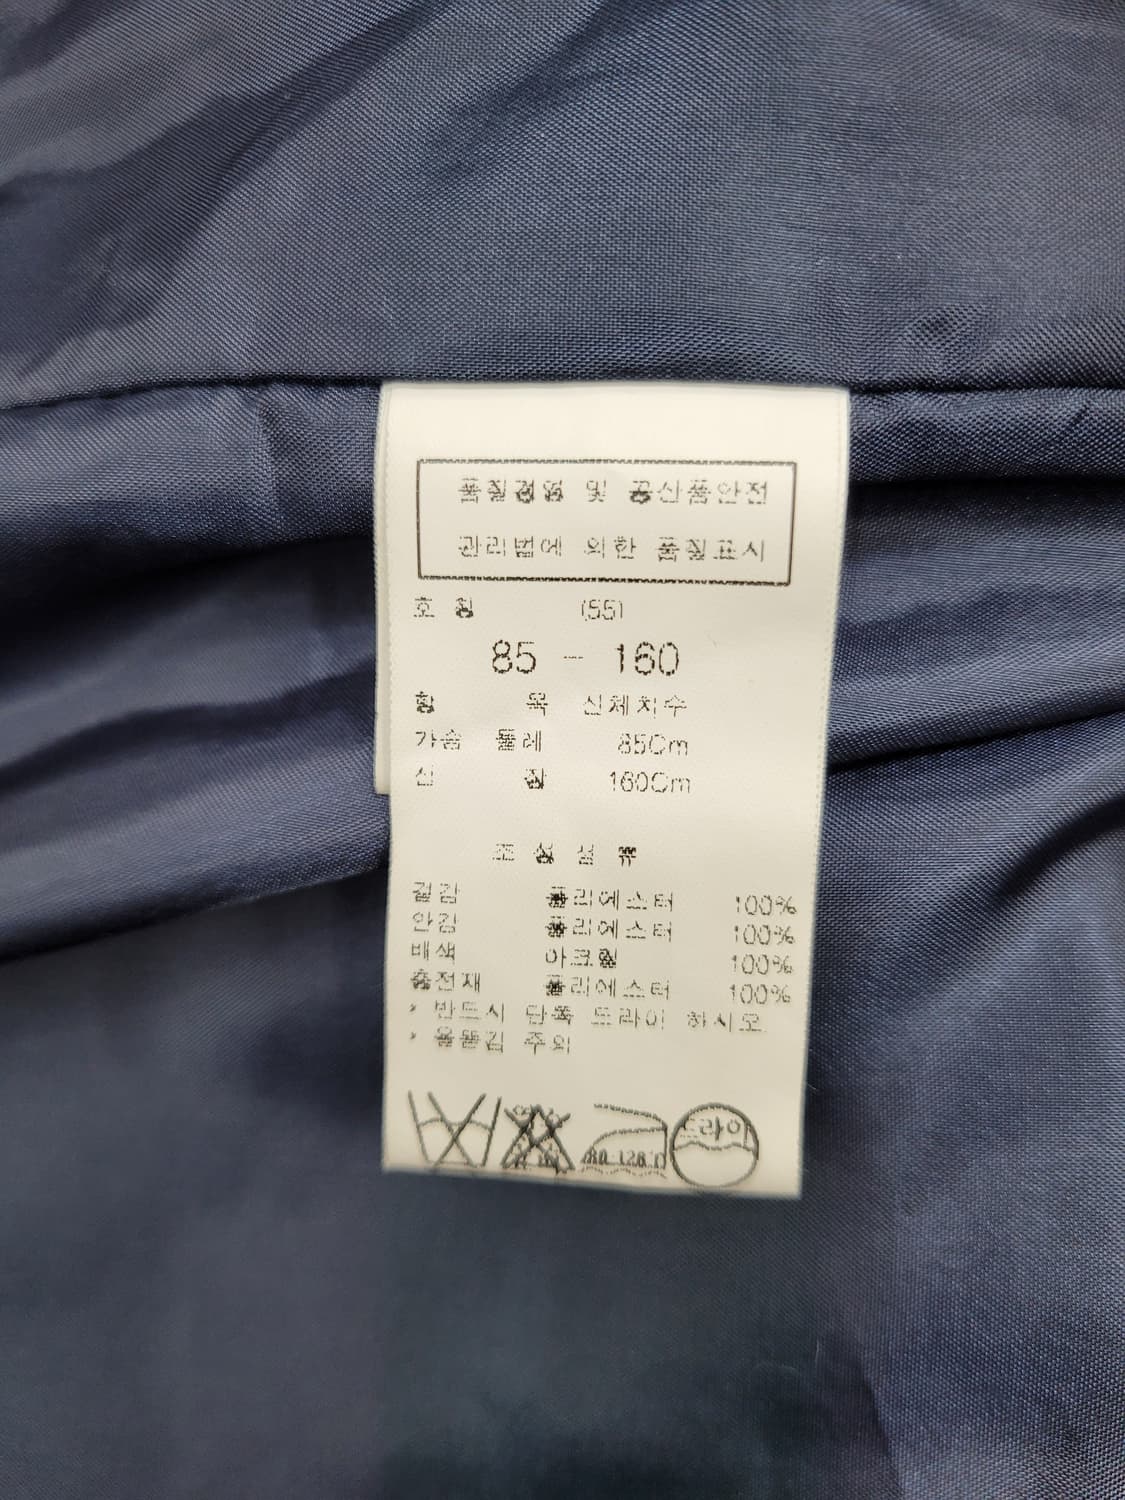 품질경영 및 공산품안전
관리법에 의한 품질표시
호 칭 (55)
85 - 160
항 목 신체치수
가슴 둘레 85Cm
신 장 160Cm
조 성 섬 유
겉감 폴리에스터 100%
안감 폴리에스터 100%
배색 아크릴 100%
충전재 폴리에스터 100%
* 반드시 단독 드라이 하시오
* 올뜯김 주의
80-120℃
드라이